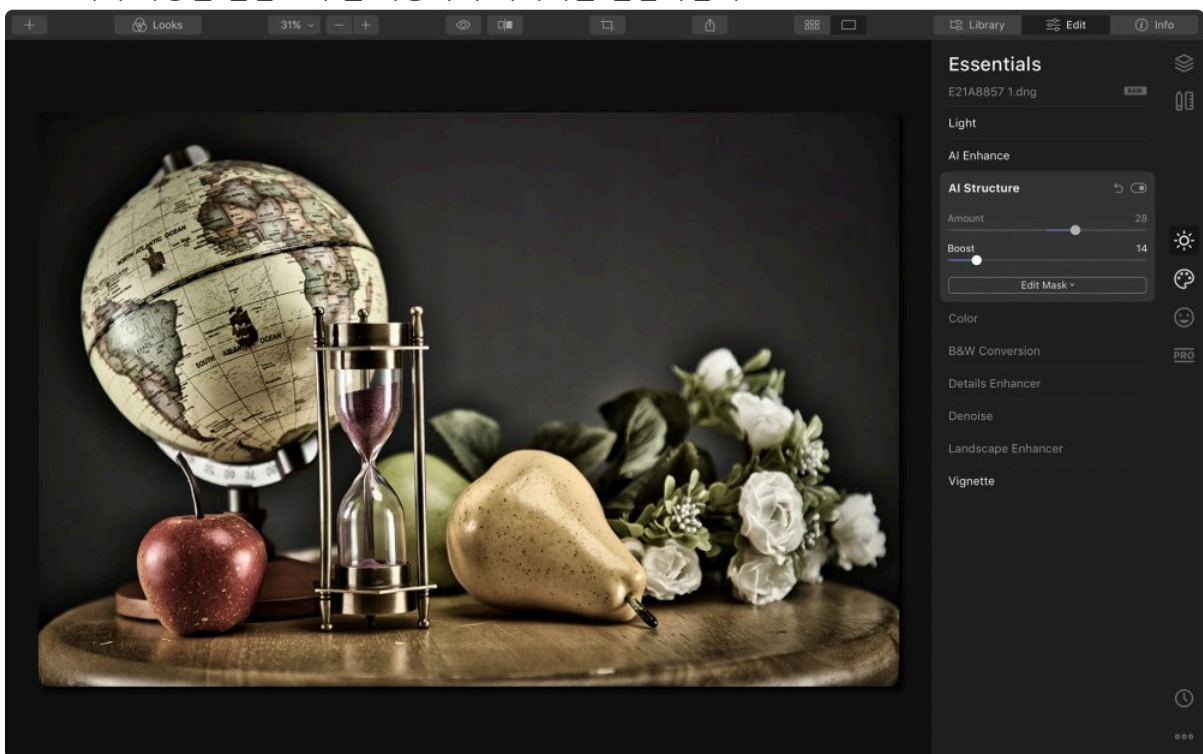 Looks
31%
Library
Edit
Info
Essentials
E21A8857 1.dng
RAW
Light
AI Enhance
AI Structure
Amount
28
Boost
14
Edit Mask
Color
B&W Conversion
Details Enhancer
Denoise
Landscape Enhancer
Vignette
PRO
NORTH ATLANTIC OCEAN
SOUTH ATLANTIC OCEAN